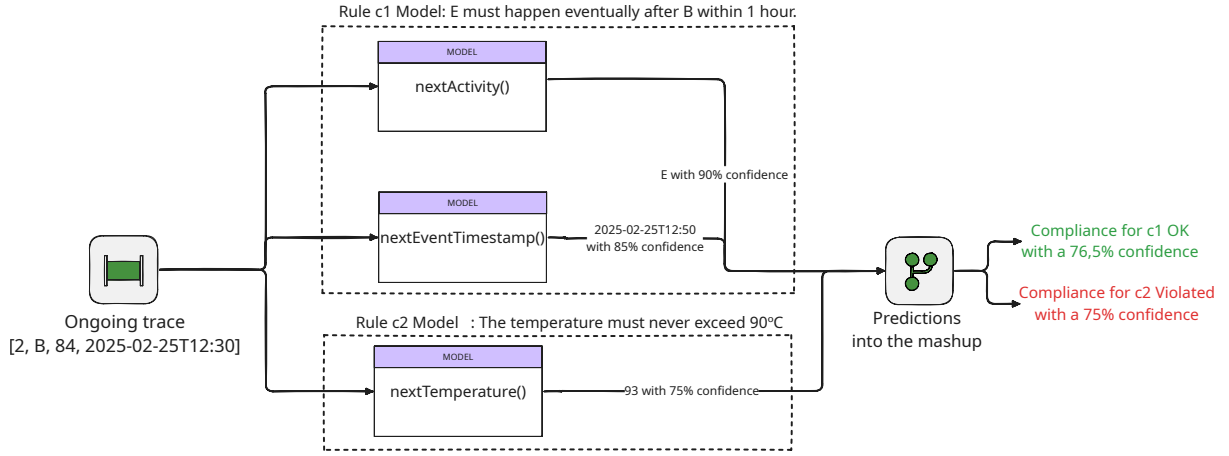 Rule c1 Model: E must happen eventually after B within 1 hour.
MODEL
nextActivity()
E with 90% confidence
MODEL
nextEventTimestamp()
2025-02-25T12:50
with 85% confidence
Ongoing trace
[2, B, 84, 2025-02-25T12:30]
Predictions
into the mashup
Compliance for c1 OK
with a 76,5% confidence
Compliance for c2 Violated
with a 75% confidence
Rule c2 Model : The temperature must never exceed 90ºC
MODEL
nextTemperature()
93 with 75% confidence